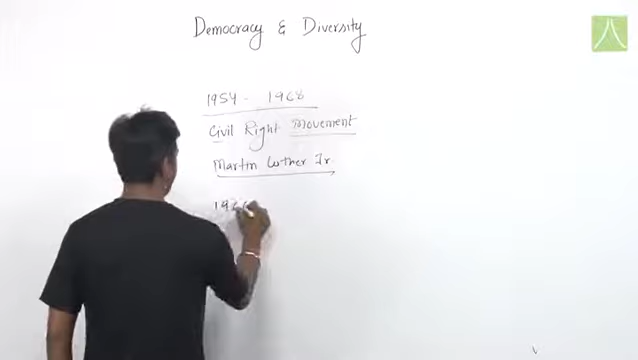 Democracy & Diversity
1954 - 1968
Civil Right Movement
Martin Luther Jr
196